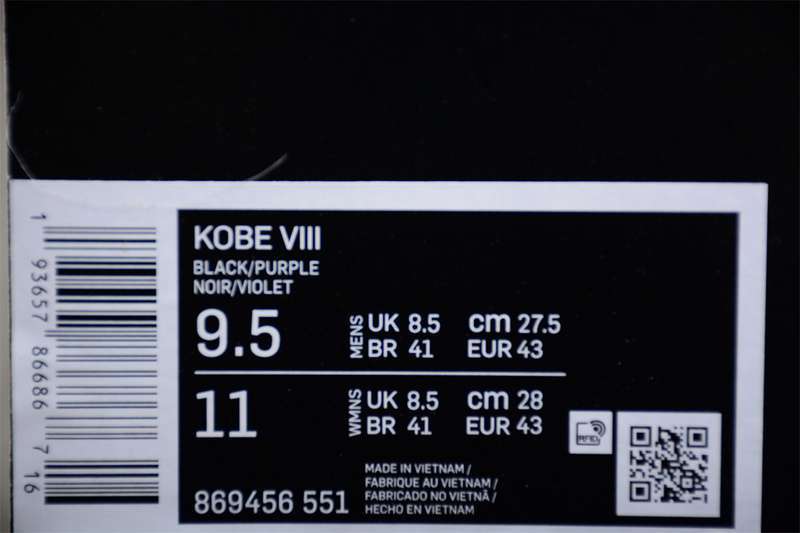 KOBE VIII
BLACK/PURPLE
NOIR/VIOLET
9.5 MENS UK 8.5 cm 27.5
BR 41 EUR 43
11 WMNS UK 8.5 cm 28
BR 41 EUR 43
RFID
869456 551
MADE IN VIETNAM /
FABRIQUE AU VIETNAM /
FABRICADO NO VIETNÃ /
HECHO EN VIETNAM
1 93657 86686 7 16